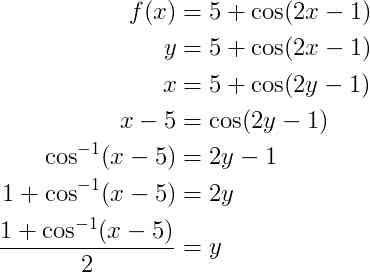 f(x) = 5 + cos(2x − 1)
y = 5 + cos(2x − 1)
x = 5 + cos(2y − 1)
x − 5 = cos(2y − 1)
cos⁻¹(x − 5) = 2y − 1
1 + cos⁻¹(x − 5) = 2y
(1 + cos⁻¹(x − 5))/2 = y